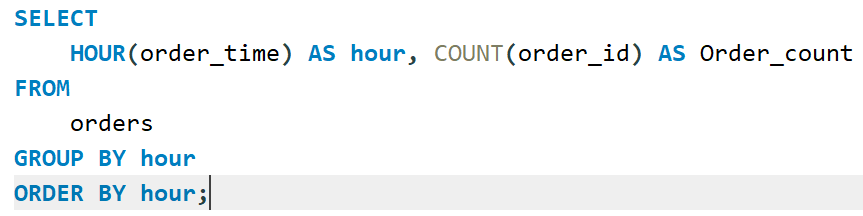 SELECT
HOUR(order_time) AS hour, COUNT(order_id) AS Order_count
FROM
orders
GROUP BY hour
ORDER BY hour;